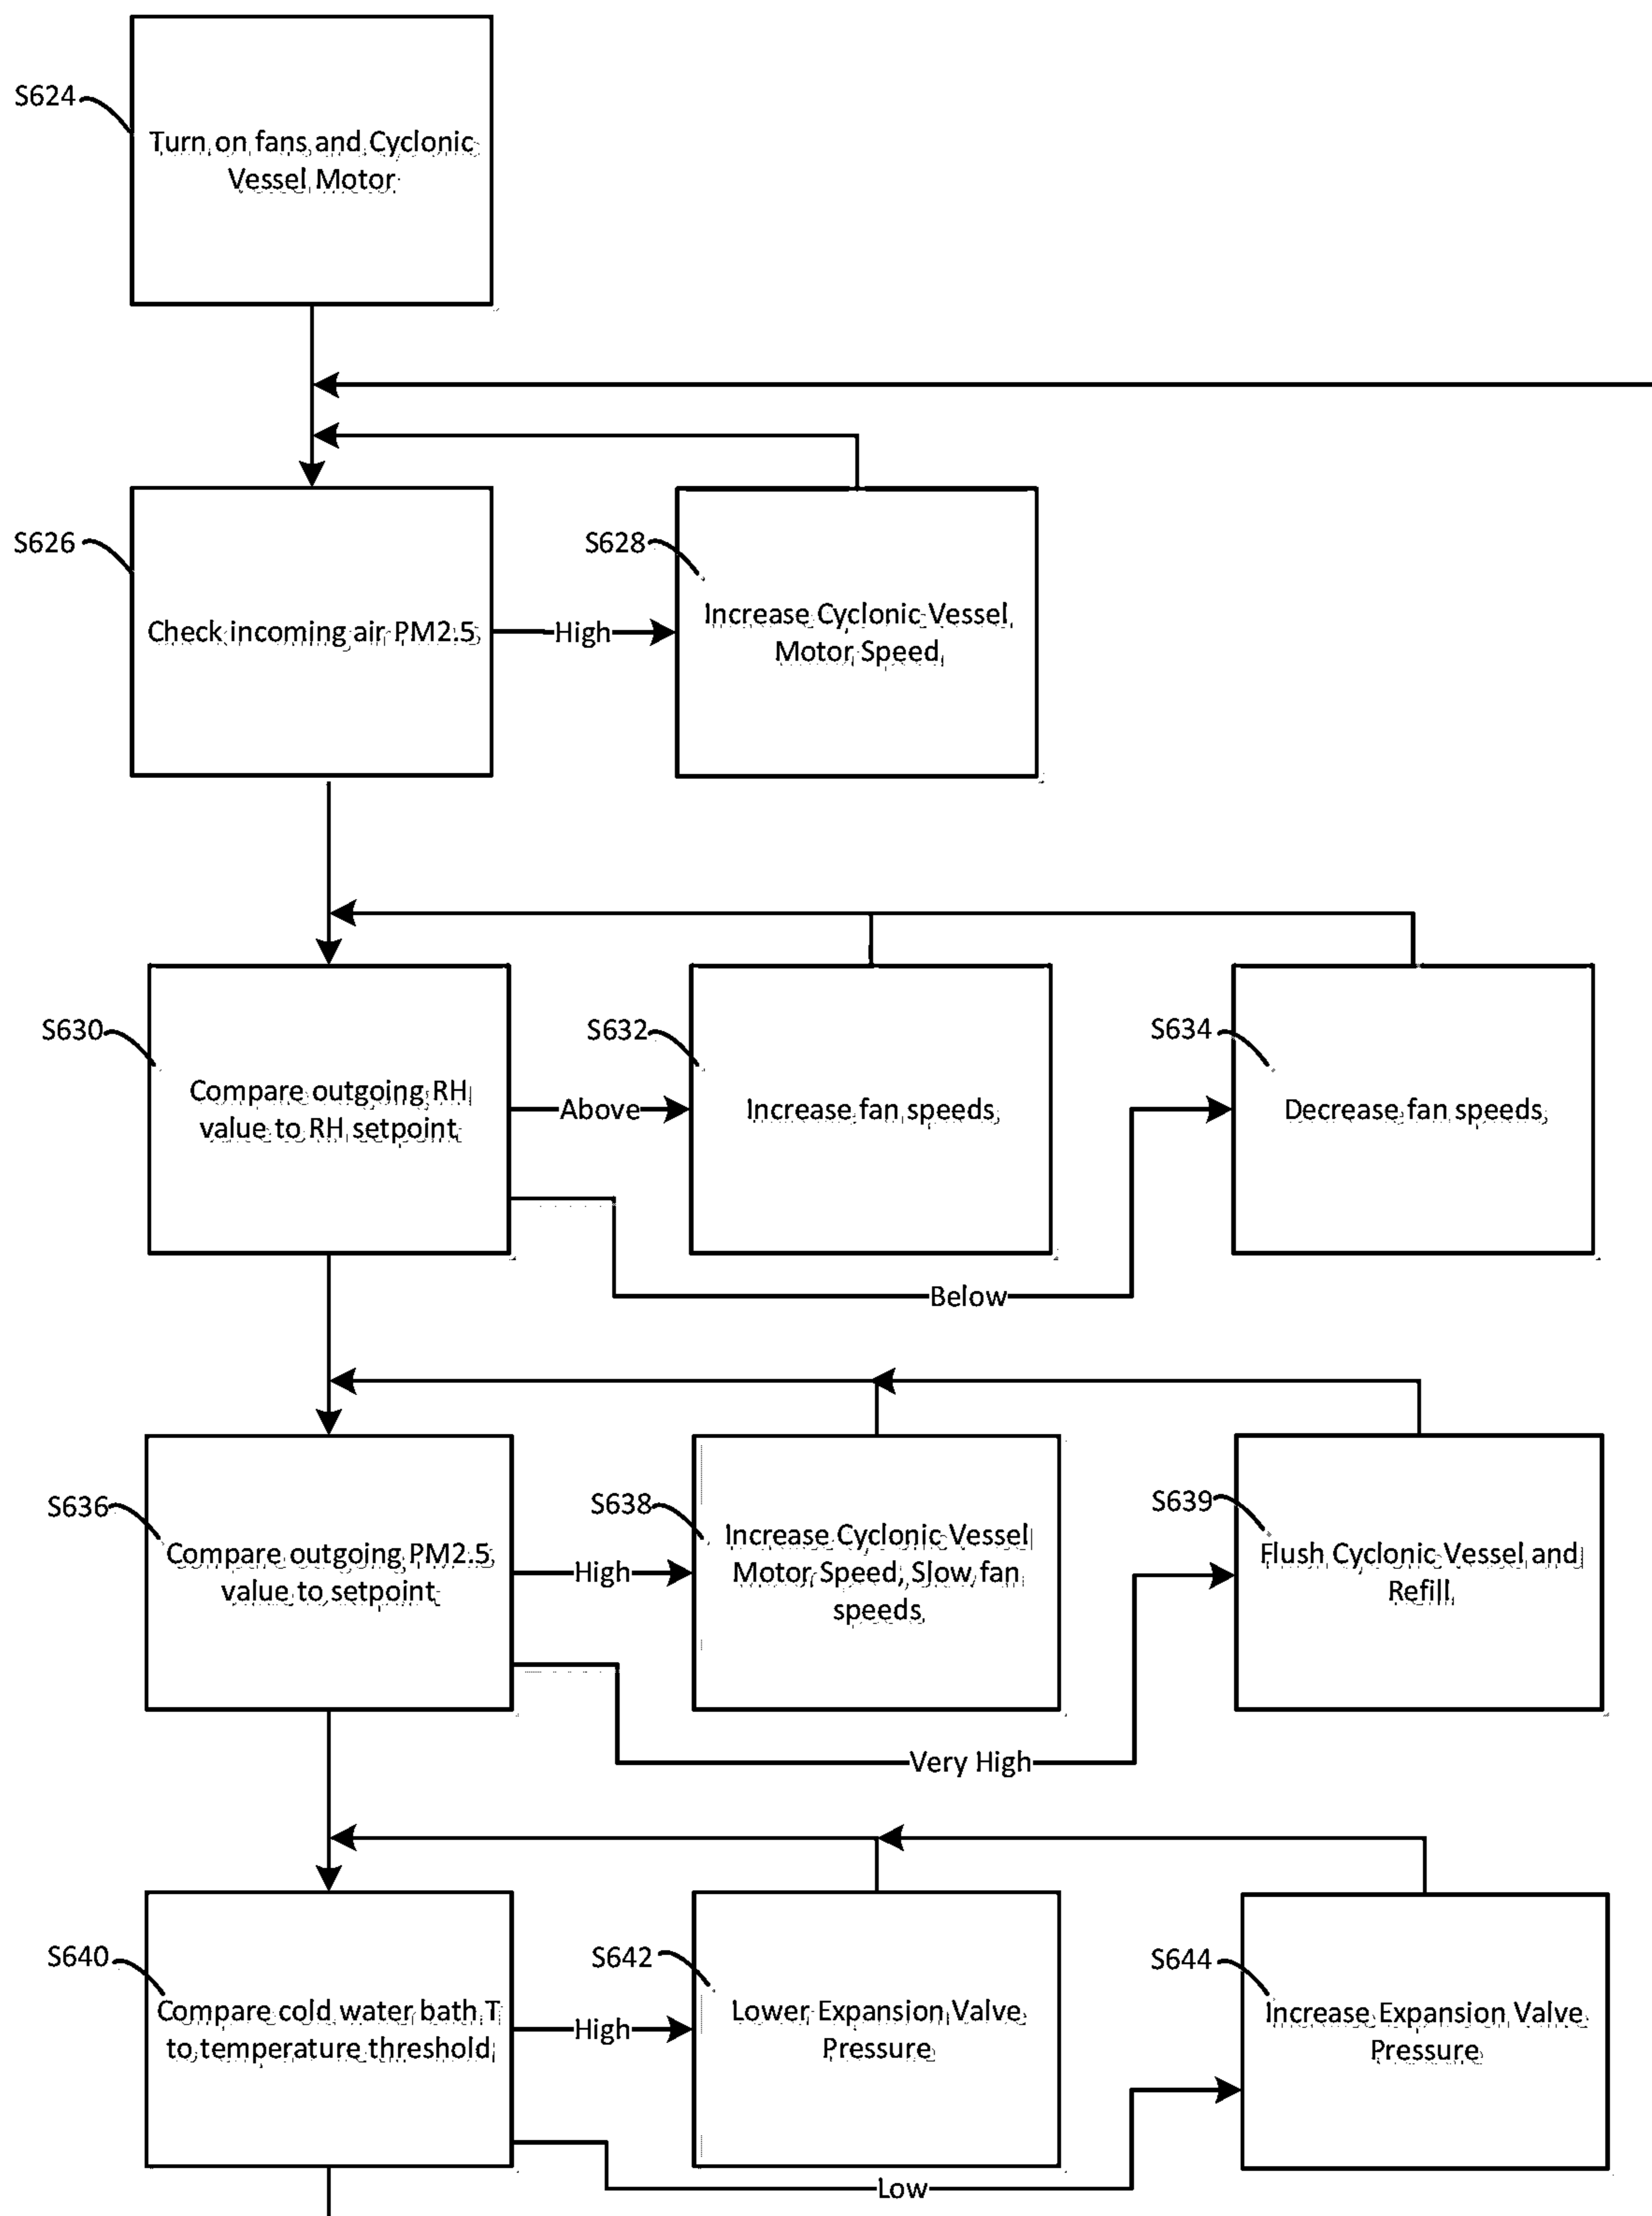 S624
Turn on fans and Cyclonic
Vessel Motor
S626
Check incoming air PM2.5
High
S628
Increase Cyclonic Vessel
Motor Speed
S630
Compare outgoing RH
value to RH setpoint
Above
S632
Increase fan speeds
S634
Decrease fan speeds
Below
S636
Compare outgoing PM2.5
value to setpoint
High
S638
Increase Cyclonic Vessel
Motor Speed, Slow fan
speeds
S639
Flush Cyclonic Vessel and
Refill
Very High
S640
Compare cold water bath T
to temperature threshold
High
S642
Lower Expansion Valve
Pressure
S644
Increase Expansion Valve
Pressure
Low